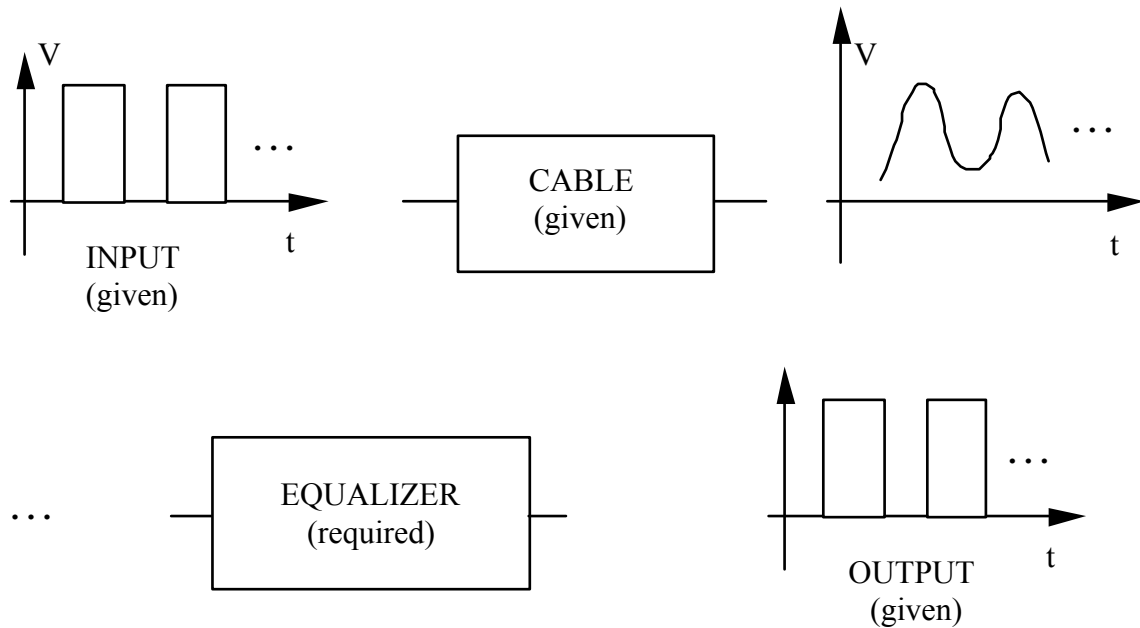 V
…
t
INPUT
(given)
CABLE
(given)
V
…
t
…
EQUALIZER
(required)
…
t
OUTPUT
(given)